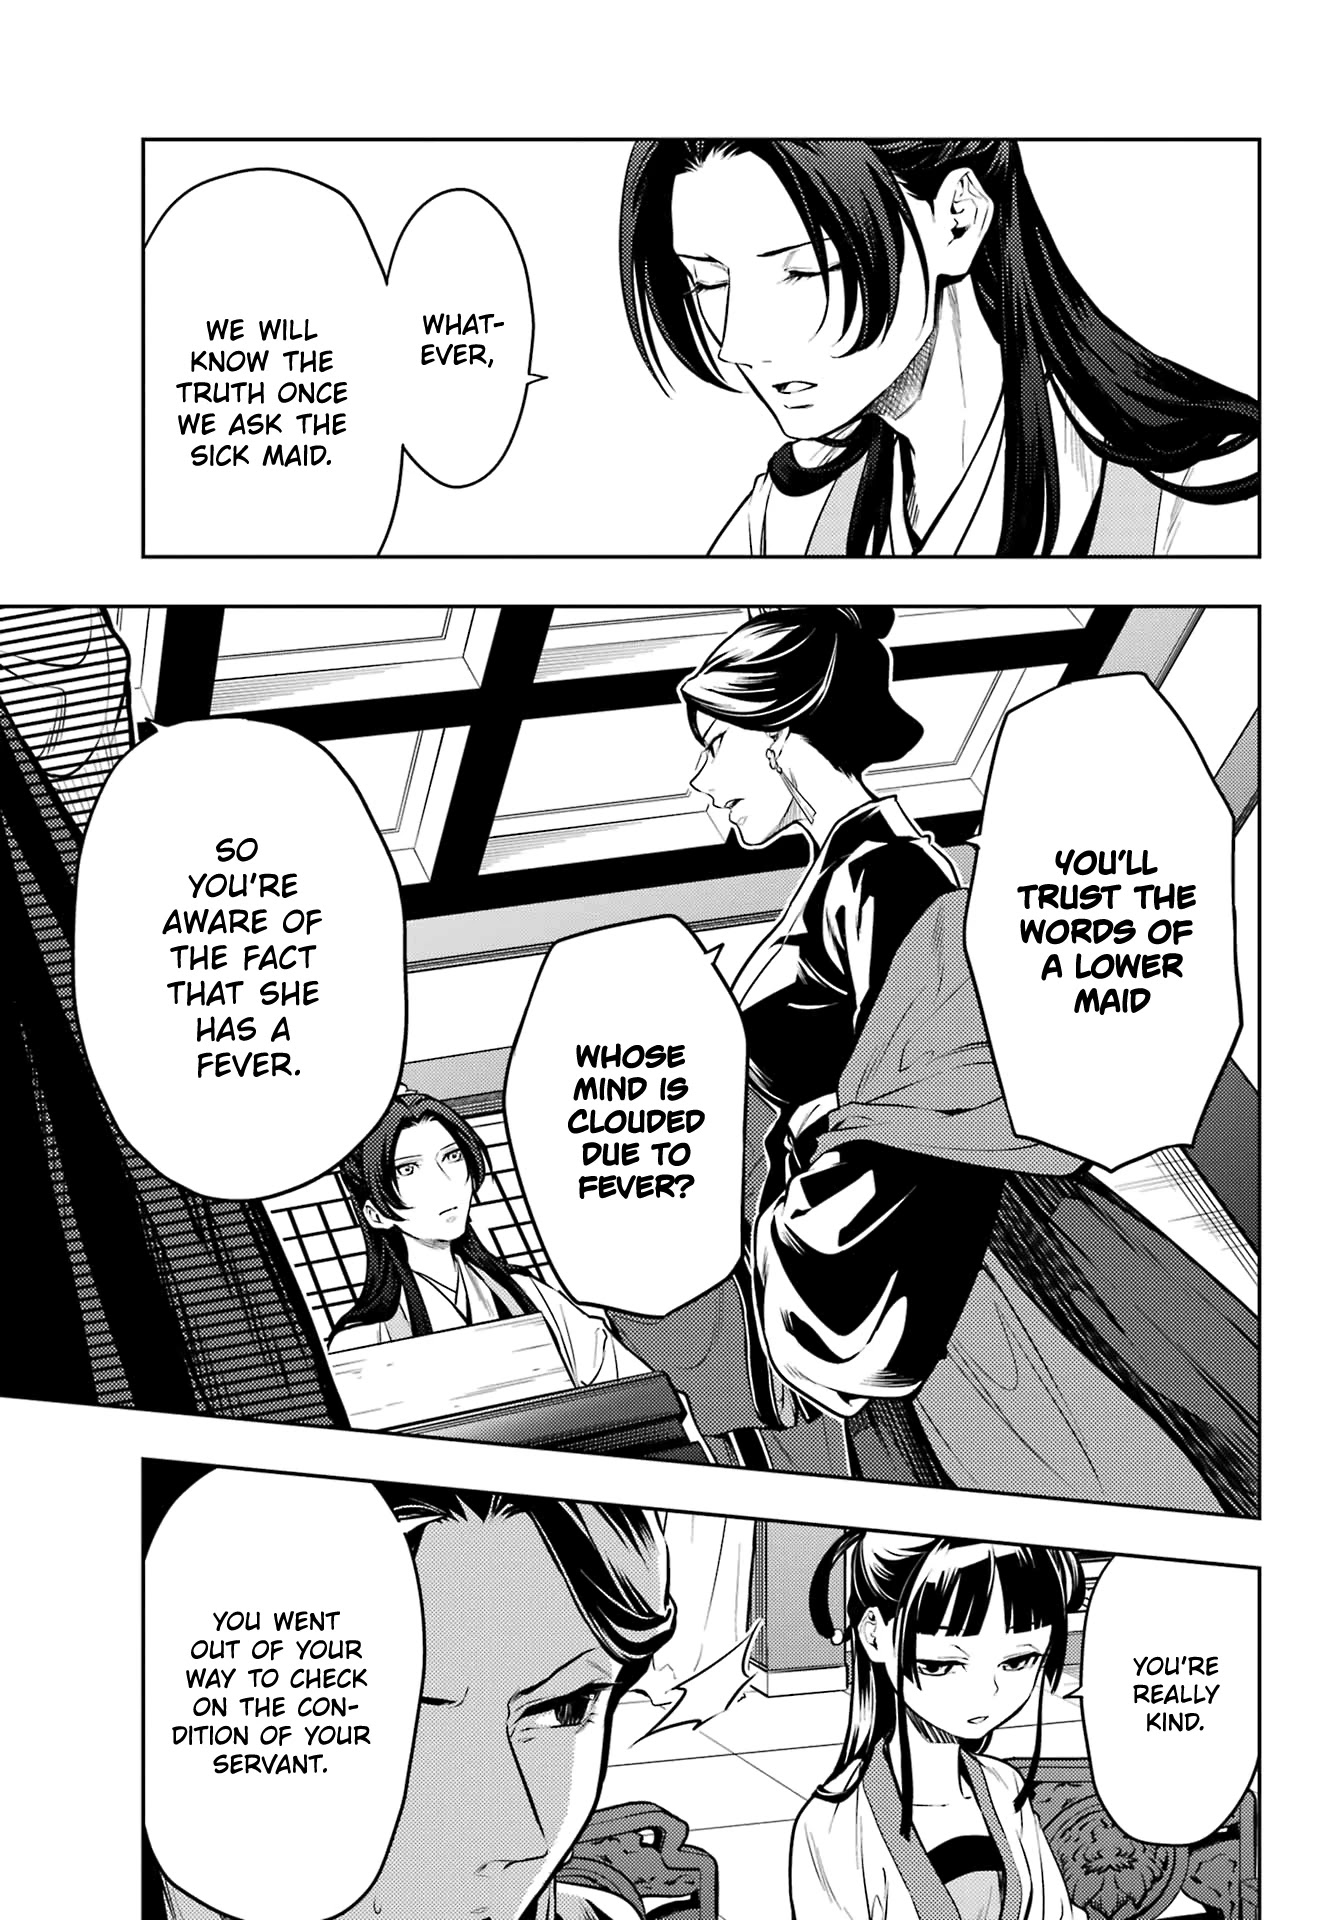 WHAT-
EVER,
WE WILL
KNOW THE
TRUTH ONCE
WE ASK THE
SICK MAID.
YOU'LL
TRUST THE
WORDS OF
A LOWER
MAID
WHOSE
MIND IS
CLOUDED
DUE TO
FEVER?
SO
YOU'RE
AWARE OF
THE FACT
THAT SHE
HAS A
FEVER.
YOU'RE
REALLY
KIND.
YOU WENT
OUT OF YOUR
WAY TO CHECK
ON THE CON-
DITION OF YOUR
SERVANT.